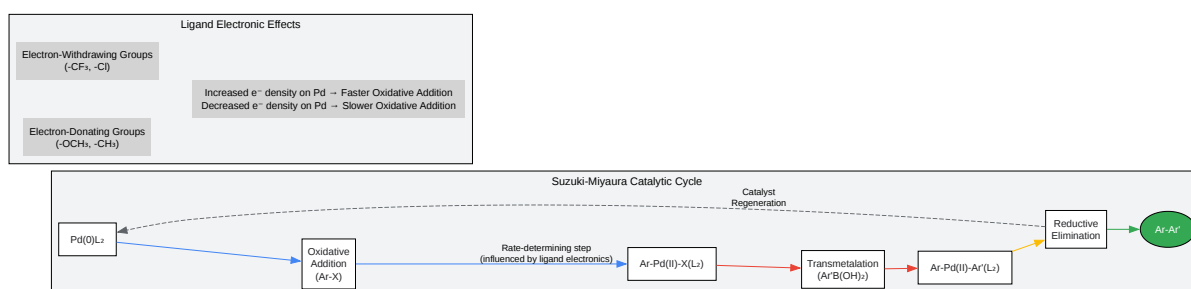 Ligand Electronic Effects
Electron-Withdrawing Groups
(-CF₃, -Cl)
Increased e⁻ density on Pd → Faster Oxidative Addition
Decreased e⁻ density on Pd → Slower Oxidative Addition
Electron-Donating Groups
(-OCH₃, -CH₃)
Suzuki-Miyaura Catalytic Cycle
Catalyst
Regeneration
Pd(0)L₂
Oxidative
Addition
(Ar-X)
Rate-determining step
(influenced by ligand electronics)
Ar-Pd(II)-X(L₂)
Transmetalation
(Ar'B(OH)₂)
Ar-Pd(II)-Ar'(L₂)
Reductive
Elimination
Ar-Ar'